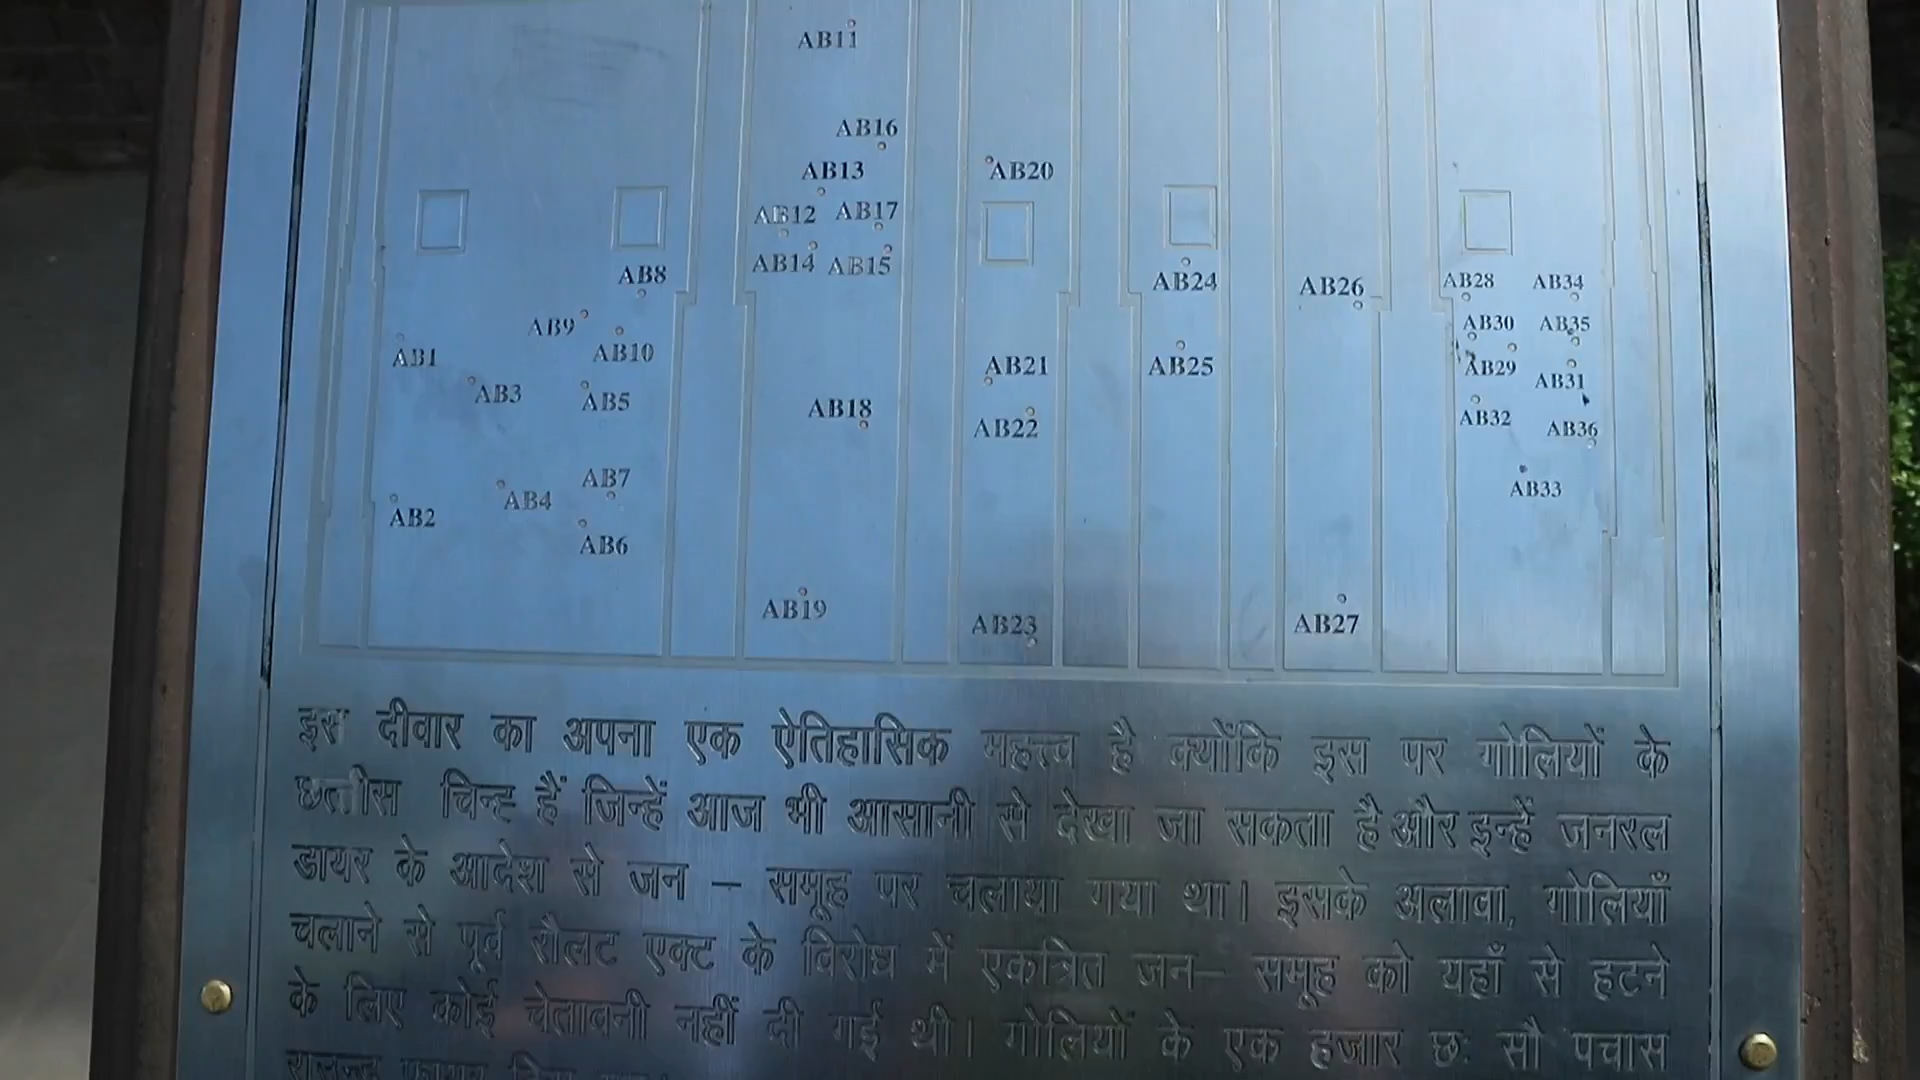 AB11
AB16
AB13 AB20
AB12 AB17
AB14 AB15
AB8 AB24 AB26 AB28 AB34
AB9 AB10 AB30 AB35
AB1 AB21 AB25 AB29 AB31
AB3 AB5 AB18 AB22 AB32 AB36
AB7 AB33
AB2 AB4
AB6
AB19 AB23 AB27
इस दीवार का अपना एक ऐतिहासिक महत्त्व है क्योंकि इस पर गोलियों के
छत्तीस चिन्ह हैं जिन्हें आज भी आसानी से देखा जा सकता है और इन्हें जनरल
डायर के आदेश से जन – समूह पर चलाया गया था। इसके अलावा, गोलियाँ
चलाने से पूर्व रौलट एक्ट के विरोध में एकत्रित जन– समूह को यहाँ से हटने
के लिए कोई चेतावनी नहीं दी गई थी। गोलियों के एक हजार छः सौ पचास